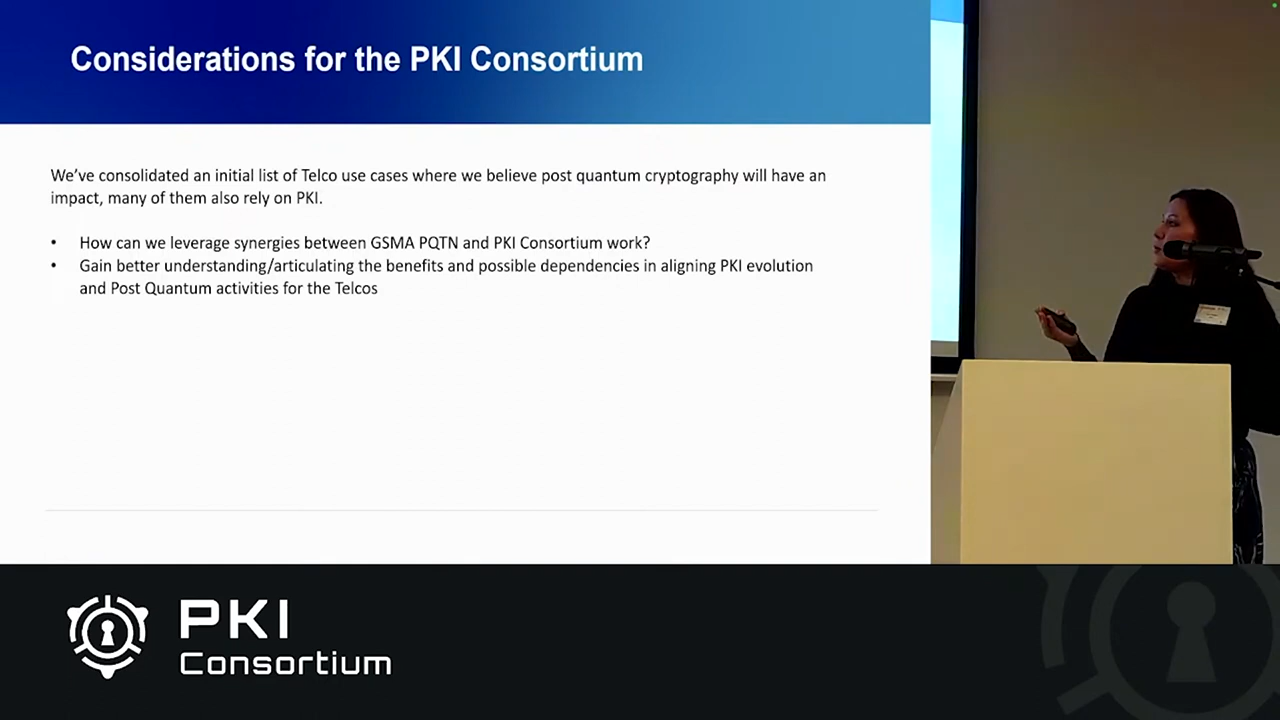 Considerations for the PKI Consortium
We've consolidated an initial list of Telco use cases where we believe post quantum cryptography will have an
impact, many of them also rely on PKI.
• How can we leverage synergies between GSMA PQTN and PKI Consortium work?
• Gain better understanding/articulating the benefits and possible dependencies in aligning PKI evolution
and Post Quantum activities for the Telcos
PKI
Consortium